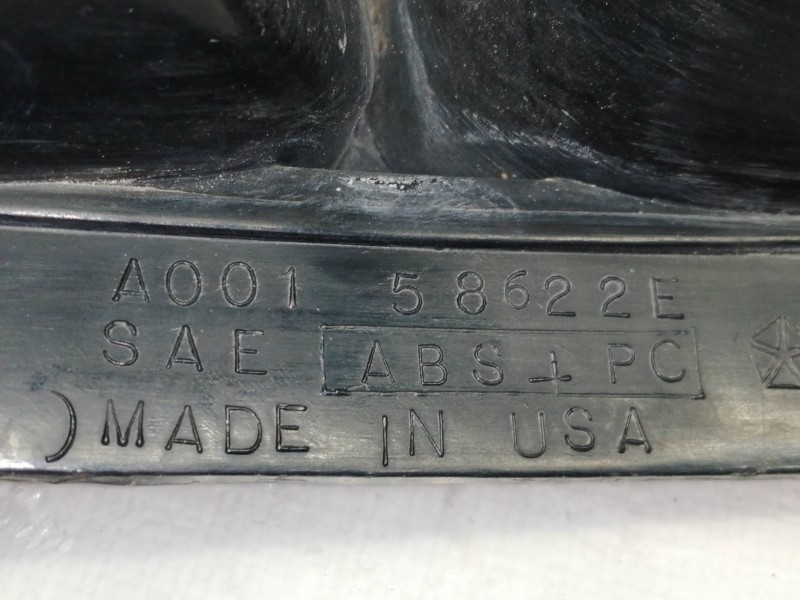 A001 58622E
SAE ABS+PC
) MADE IN USA